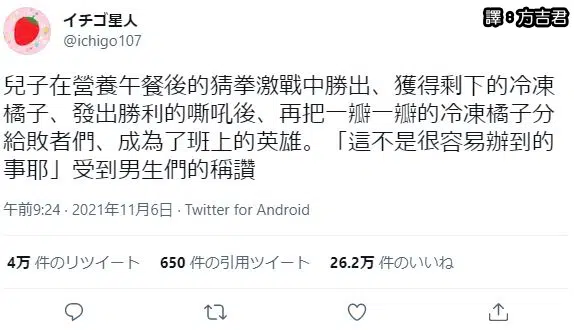 譯:方吉君
イチゴ星人
@ichigo107
兒子在營養午餐後的猜拳激戰中勝出、獲得剩下的冷凍
橘子、發出勝利的嘶吼後、再把一瓣一瓣的冷凍橘子分
給敗者們、成為了班上的英雄。「這不是很容易辦到的
事耶」受到男生們的稱讚
午前9:24 · 2021年11月6日 · Twitter for Android
4万 件のリツイート 650 件の引用ツイート 26.2万 件のいいね